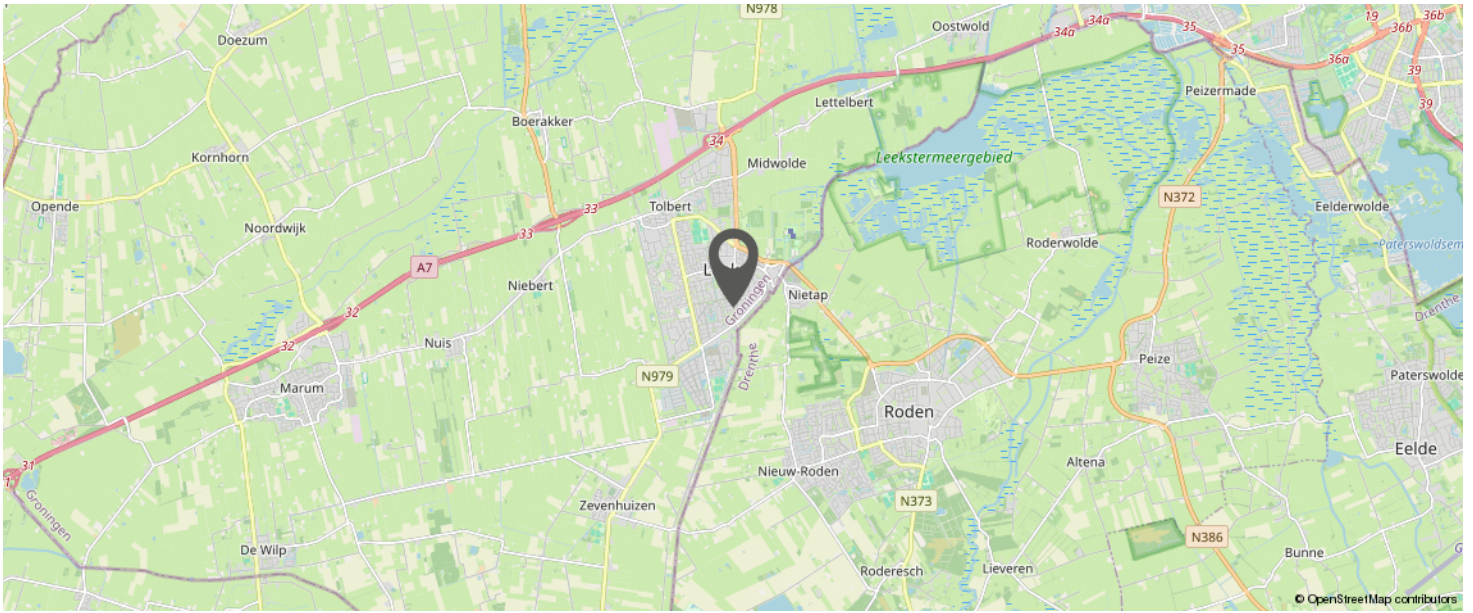 N978
Oostwold
34a
34a
35
19
36b
36b
Doezum
35
36a
39
Peizermade
Lettelbert
39
Boerakker
34
Kornhorn
Midwolde
Leekstermeergebied
N372
Opende
Tolbert
33
Eelderwolde
Noordwijk
33
Roderwolde
A7
Niebert
Nietap
Groningen
32
Drenthe
Nuis
32
Peize
Drenthe
N979
Paterswolde
Marum
Roden
Eelde
31
Altena
Nieuw-Roden
Groningen
Zevenhuizen
N373
N386
De Wilp
Bunne
Roderesch
Lieveren
© OpenStreetMap contributors